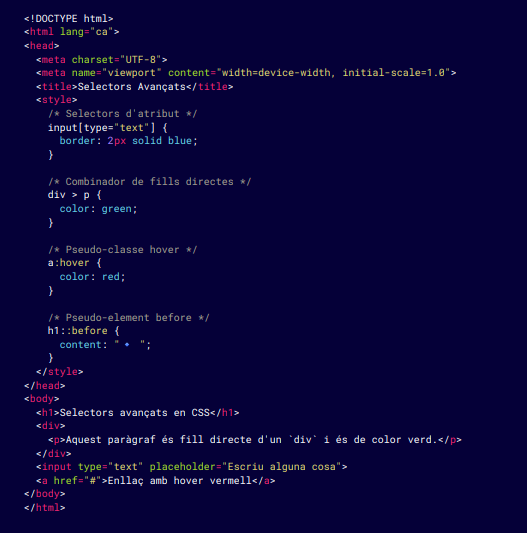 <!DOCTYPE html>
<html lang="ca">
<head>
  <meta charset="UTF-8">
  <meta name="viewport" content="width=device-width, initial-scale=1.0">
  <title>Selectors Avançats</title>
  <style>
    /* Selectors d'atribut */
    input[type="text"] {
      border: 2px solid blue;
    }

    /* Combinador de fills directes */
    div > p {
      color: green;
    }

    /* Pseudo-classe hover */
    a:hover {
      color: red;
    }

    /* Pseudo-element before */
    h1::before {
      content: "🔹 ";
    }
  </style>
</head>
<body>
  <h1>Selectors avançats en CSS</h1>
  <div>
    <p>Aquest paràgraf és fill directe d'un `div` i és de color verd.</p>
  </div>
  <input type="text" placeholder="Escriu alguna cosa">
  <a href="#">Enllaç amb hover vermell</a>
</body>
</html>